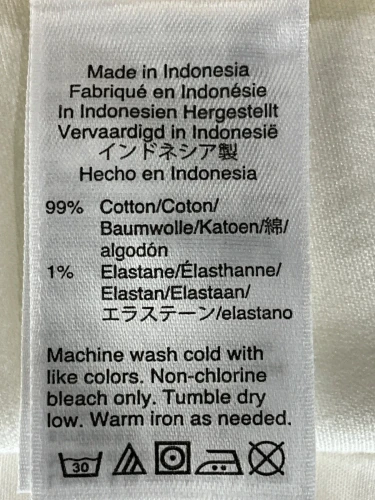 Made in Indonesia
Fabriqué en Indonésie
In Indonesien Hergestellt
Vervaardigd in Indonesië
インドネシア製
Hecho en Indonesia
99% Cotton/Coton/
Baumwolle/Katoen/綿/
algodón
1% Elastane/Élasthanne/
Elastan/Elastaan/
エラステーン/elastano
Machine wash cold with
like colors. Non-chlorine
bleach only. Tumble dry
low. Warm iron as needed.
30